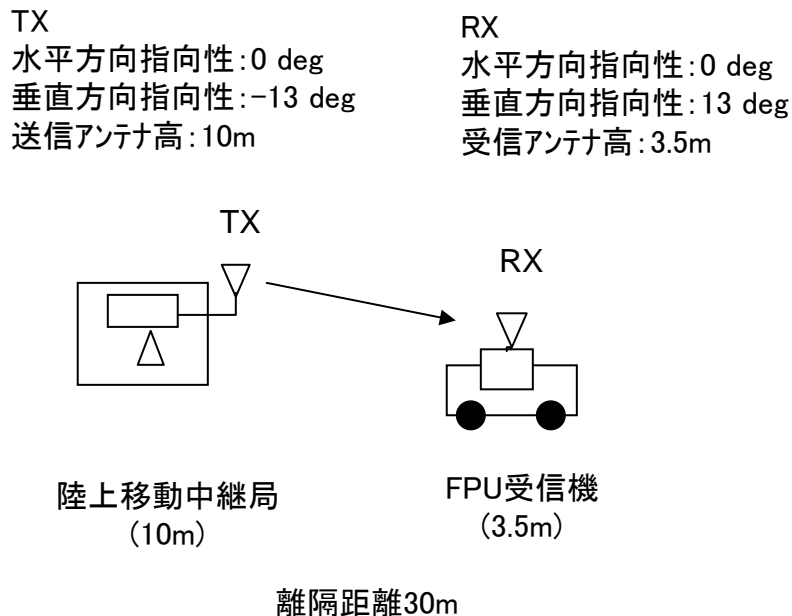 TX
水平方向指向性:0 deg
垂直方向指向性:-13 deg
送信アンテナ高:10m
RX
水平方向指向性:0 deg
垂直方向指向性:13 deg
受信アンテナ高:3.5m
TX
RX
陸上移動中継局
(10m)
FPU受信機
(3.5m)
離隔距離30m